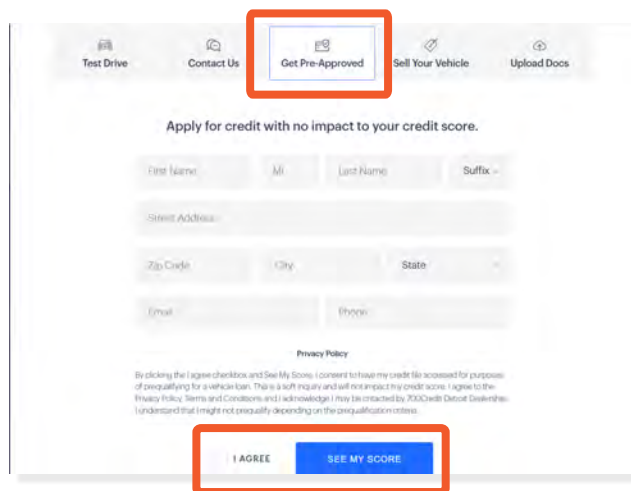 Test Drive Contact Us Get Pre-Approved Sell Your Vehicle Upload Docs
Apply for credit with no impact to your credit score.
First Name MI Last Name Suffix
Street Address
Zip Code City State
Email Phone
Privacy Policy
By clicking the I agree checkbox and See My Score, I consent to have my credit file accessed for purposes
of prequalifying for a vehicle loan. This is a soft inquiry and will not impact my credit score. I agree to the
Privacy Policy, Terms and Conditions and I acknowledge I may be contacted by 700Credit Detroit Dealership.
I understand that I might not prequalify depending on the prequalification criteria.
I AGREE SEE MY SCORE